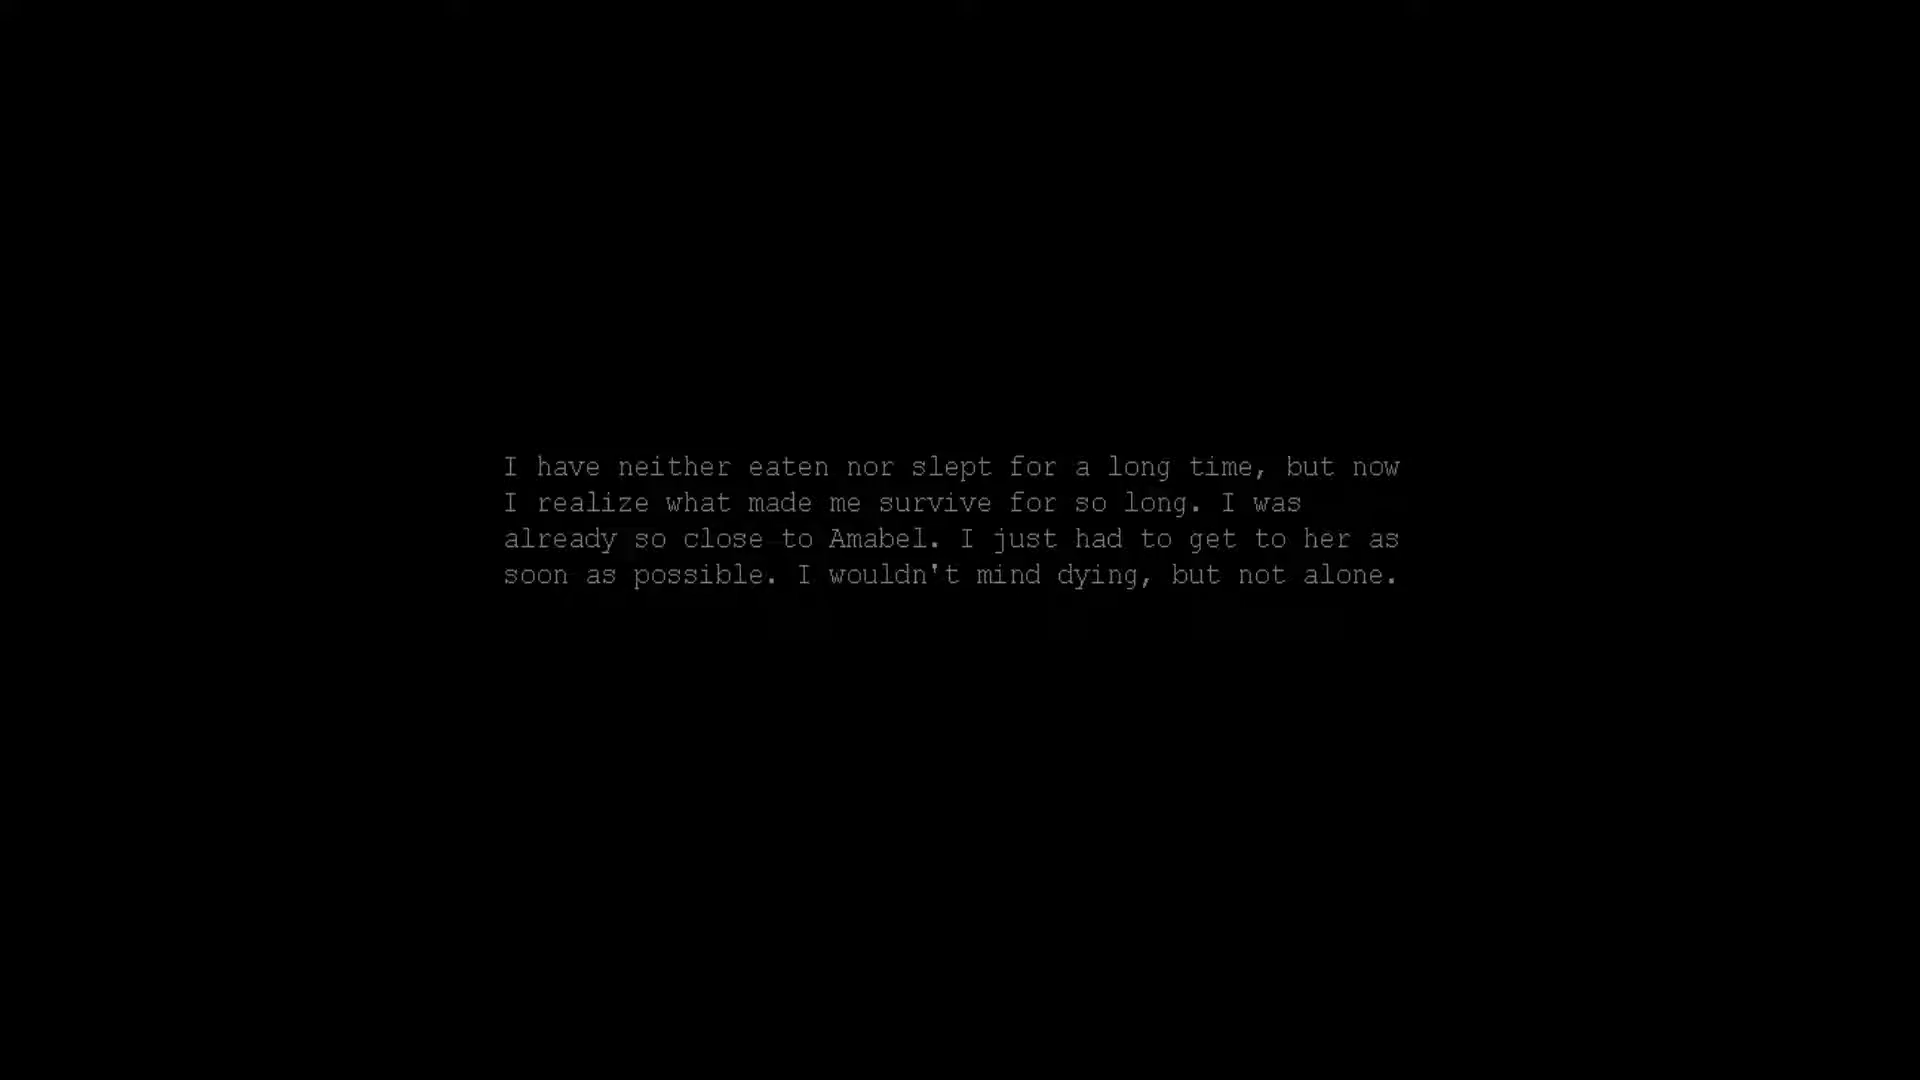 I have neither eaten nor slept for a long time, but now
I realize what made me survive for so long. I was
already so close to Amabel. I just had to get to her as
soon as possible. I wouldn't mind dying, but not alone.